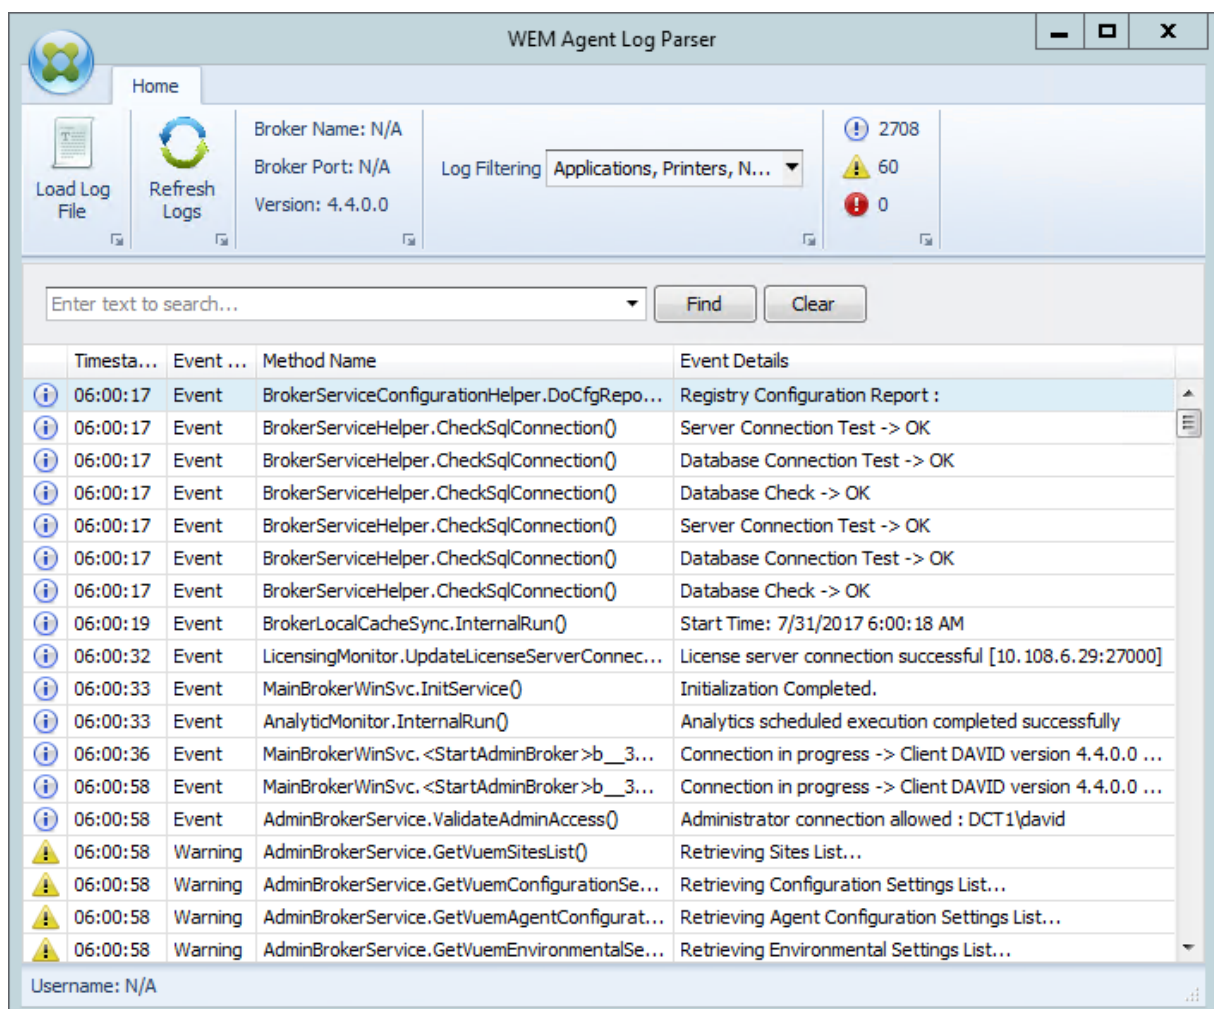 WEM Agent Log Parser
Home
Load Log File
Refresh Logs
Broker Name: N/A
Broker Port: N/A
Version: 4.4.0.0
Log Filtering Applications, Printers, N...
2708
60
0
Enter text to search...
Find
Clear
Timesta... Event ... Method Name Event Details
06:00:17 Event BrokerServiceConfigurationHelper.DoCfgRepo... Registry Configuration Report :
06:00:17 Event BrokerServiceHelper.CheckSqlConnection() Server Connection Test -> OK
06:00:17 Event BrokerServiceHelper.CheckSqlConnection() Database Connection Test -> OK
06:00:17 Event BrokerServiceHelper.CheckSqlConnection() Database Check -> OK
06:00:17 Event BrokerServiceHelper.CheckSqlConnection() Server Connection Test -> OK
06:00:17 Event BrokerServiceHelper.CheckSqlConnection() Database Connection Test -> OK
06:00:17 Event BrokerServiceHelper.CheckSqlConnection() Database Check -> OK
06:00:19 Event BrokerLocalCacheSync.InternalRun() Start Time: 7/31/2017 6:00:18 AM
06:00:32 Event LicensingMonitor.UpdateLicenseServerConnec... License server connection successful [10.108.6.29:27000]
06:00:33 Event MainBrokerWinSvc.InitService() Initialization Completed.
06:00:33 Event AnalyticMonitor.InternalRun() Analytics scheduled execution completed successfully
06:00:36 Event MainBrokerWinSvc.<StartAdminBroker>b__3... Connection in progress -> Client DAVID version 4.4.0.0 ...
06:00:58 Event MainBrokerWinSvc.<StartAdminBroker>b__3... Connection in progress -> Client DAVID version 4.4.0.0 ...
06:00:58 Event AdminBrokerService.ValidateAdminAccess() Administrator connection allowed : DCT1\david
06:00:58 Warning AdminBrokerService.GetVuemSitesList() Retrieving Sites List...
06:00:58 Warning AdminBrokerService.GetVuemConfigurationSe... Retrieving Configuration Settings List...
06:00:58 Warning AdminBrokerService.GetVuemAgentConfigurat... Retrieving Agent Configuration Settings List...
06:00:58 Warning AdminBrokerService.GetVuemEnvironmentalSe... Retrieving Environmental Settings List...
Username: N/A